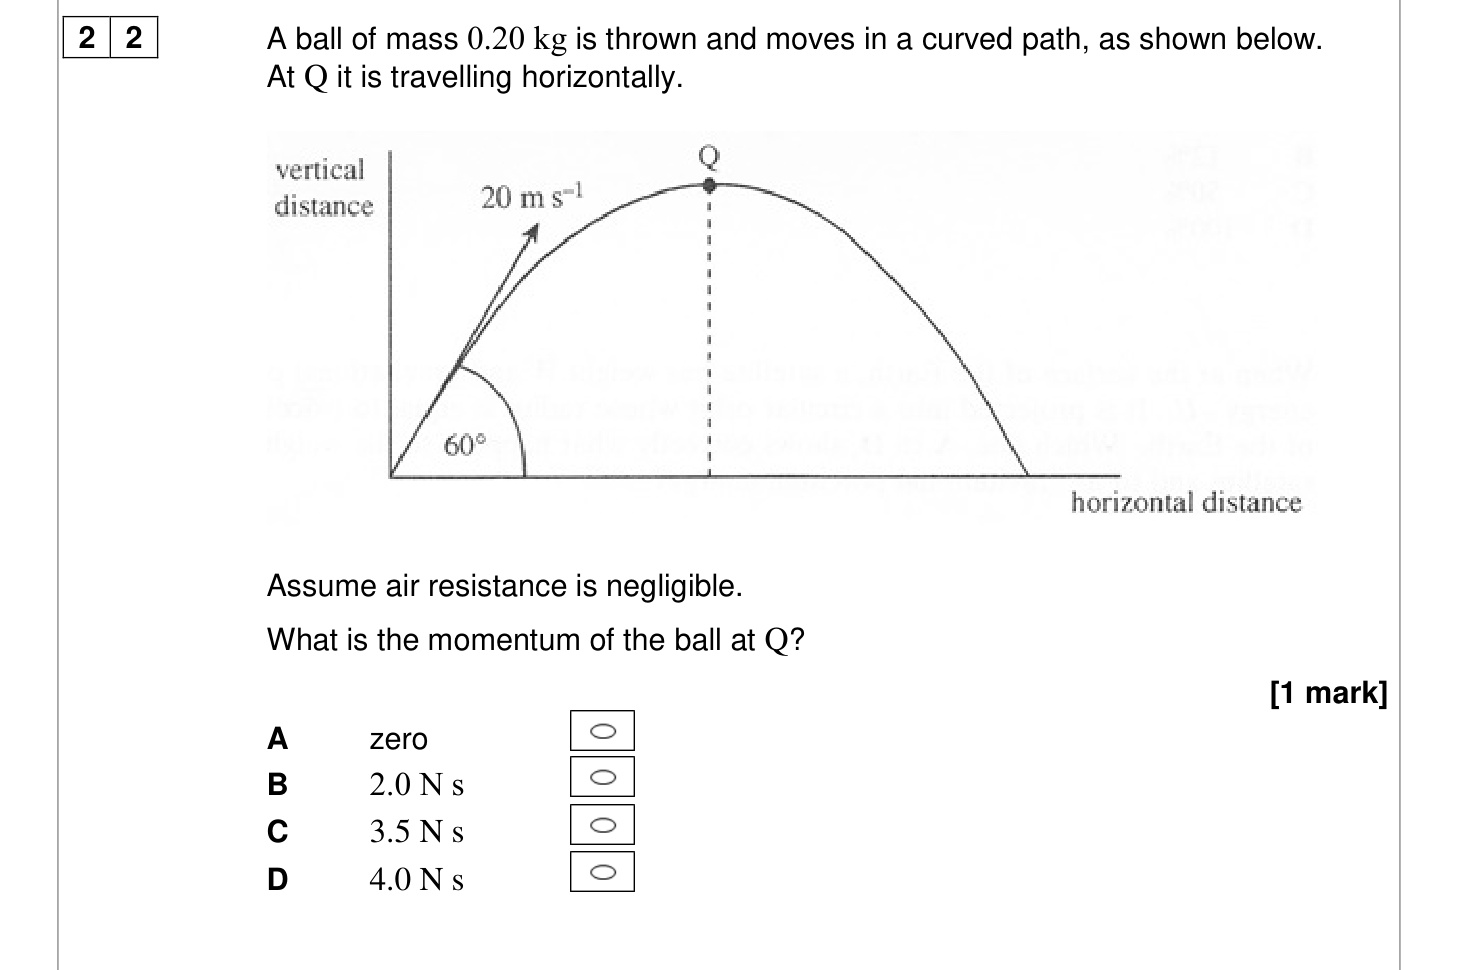 2 2
A ball of mass 0.20 kg is thrown and moves in a curved path, as shown below.
At Q it is travelling horizontally.
vertical
distance
20 m s⁻¹
Q
60°
horizontal distance
Assume air resistance is negligible.
What is the momentum of the ball at Q?
[1 mark]
A zero
B 2.0 N s
C 3.5 N s
D 4.0 N s